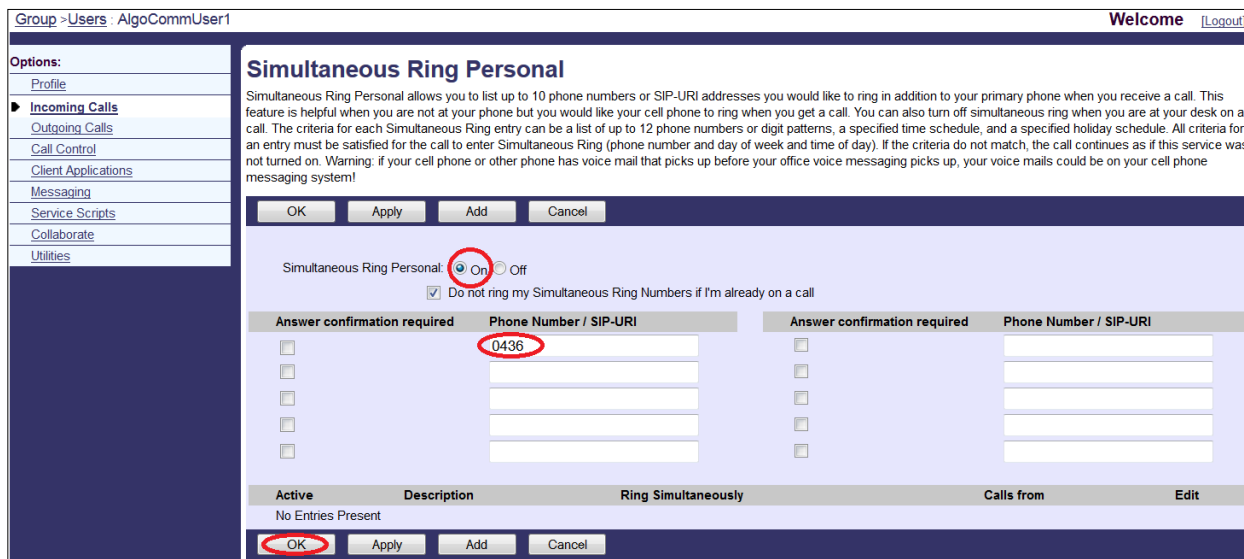 Group >Users : AlgoCommUser1
Welcome [Logout]
Options:
Profile
Incoming Calls
Outgoing Calls
Call Control
Client Applications
Messaging
Service Scripts
Collaborate
Utilities
Simultaneous Ring Personal
Simultaneous Ring Personal allows you to list up to 10 phone numbers or SIP-URI addresses you would like to ring in addition to your primary phone when you receive a call. This
feature is helpful when you are not at your phone but you would like your cell phone to ring when you get a call. You can also turn off simultaneous ring when you are at your desk on a
call. The criteria for each Simultaneous Ring entry can be a list of up to 12 phone numbers or digit patterns, a specified time schedule, and a specified holiday schedule. All criteria for
an entry must be satisfied for the call to enter Simultaneous Ring (phone number and day of week and time of day). If the criteria do not match, the call continues as if this service was
not turned on. Warning: if your cell phone or other phone has voice mail that picks up before your office voice messaging picks up, your voice mails could be on your cell phone
messaging system!
OK Apply Add Cancel
Simultaneous Ring Personal: On Off
Do not ring my Simultaneous Ring Numbers if I'm already on a call
Answer confirmation required Phone Number / SIP-URI Answer confirmation required Phone Number / SIP-URI
0436
Active Description Ring Simultaneously Calls from Edit
No Entries Present
OK Apply Add Cancel